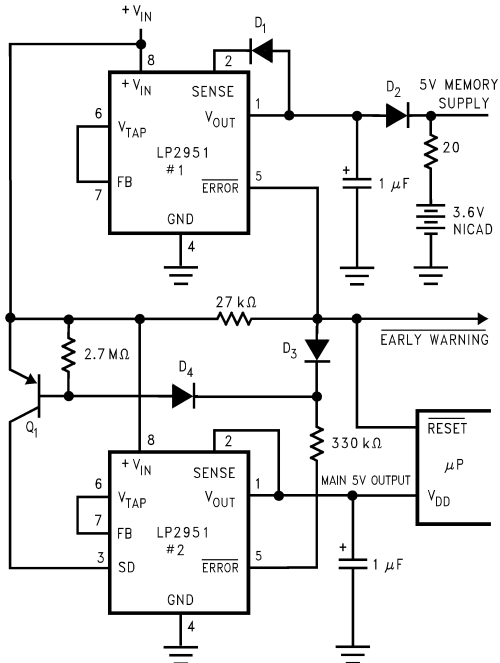 + VIN
D1
8
2
+ VIN
SENSE
D2
5V MEMORY
SUPPLY
6
VTAP
VOUT
1
20
LP2951
#1
+
1 μF
7
FB
ERROR
5
3.6V
NICAD
GND
4
27 kΩ
EARLY WARNING
2.7 MΩ
D3
D4
Q1
8
2
330 kΩ
RESET
+ VIN
SENSE
μP
MAIN 5V OUTPUT
6
VTAP
VOUT
1
VDD
7
FB
LP2951
#2
+
1 μF
3
SD
ERROR
5
GND
4